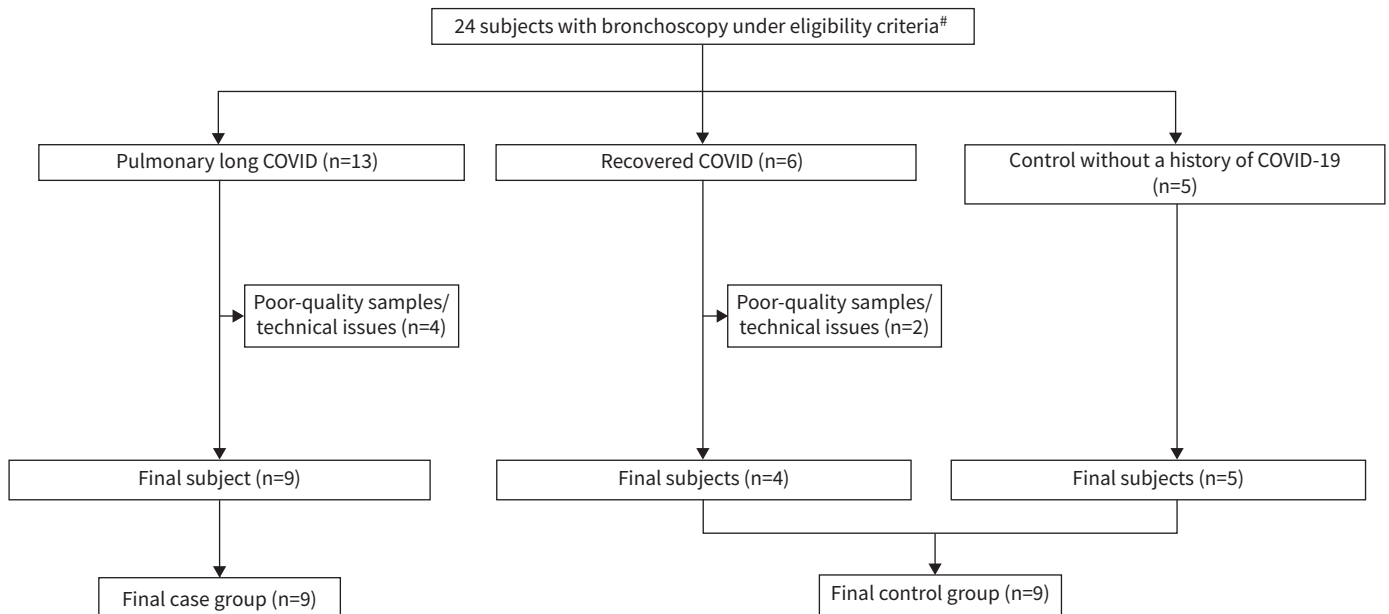 24 subjects with bronchoscopy under eligibility criteria#
Pulmonary long COVID (n=13)
Recovered COVID (n=6)
Control without a history of COVID-19
(n=5)
Poor-quality samples/
technical issues (n=4)
Poor-quality samples/
technical issues (n=2)
Final subject (n=9)
Final subjects (n=4)
Final subjects (n=5)
Final case group (n=9)
Final control group (n=9)